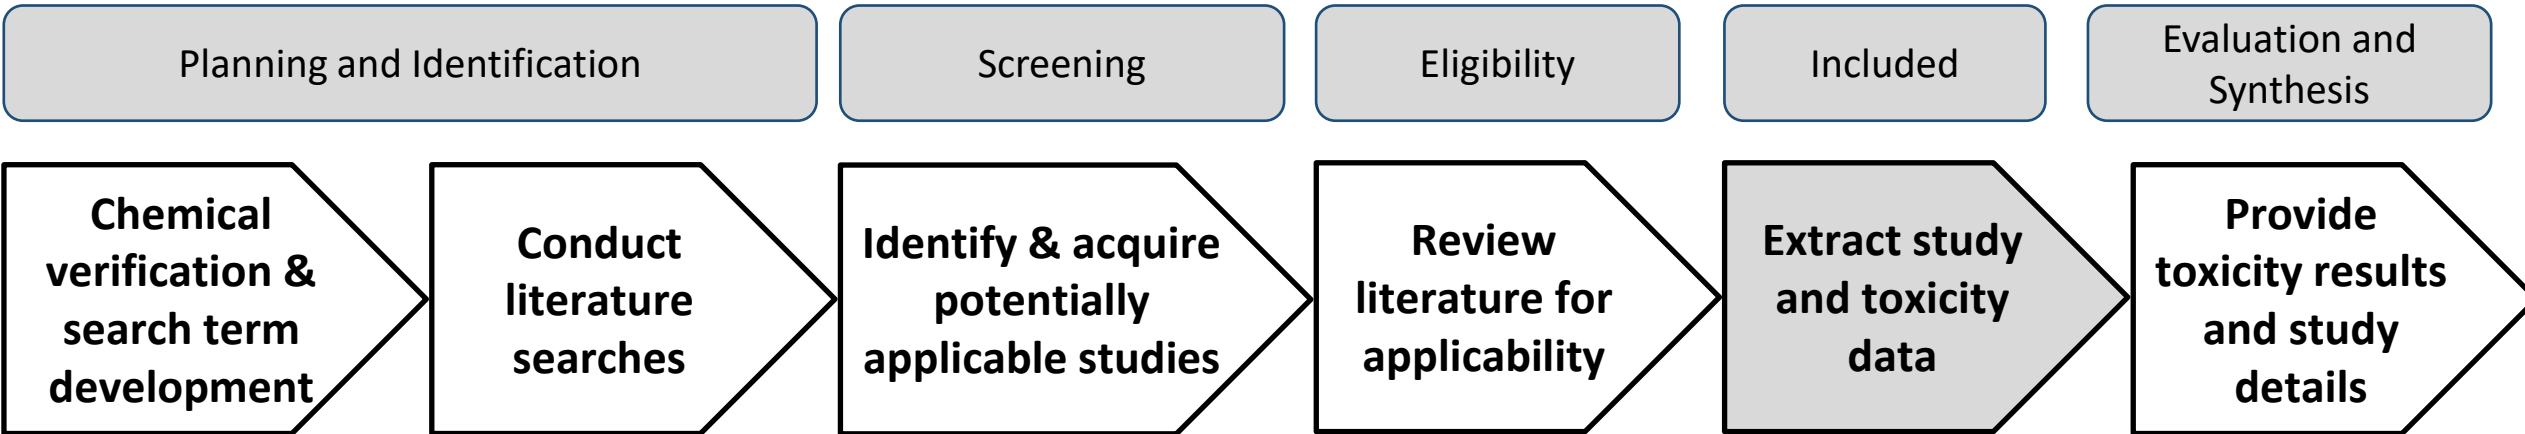 Planning and Identification
Screening
Eligibility
Included
Evaluation and
Synthesis
Chemical
verification &
search term
development
Conduct
literature
searches
Identify & acquire
potentially
applicable studies
Review
literature for
applicability
Extract study
and toxicity
data
Provide
toxicity results
and study
details